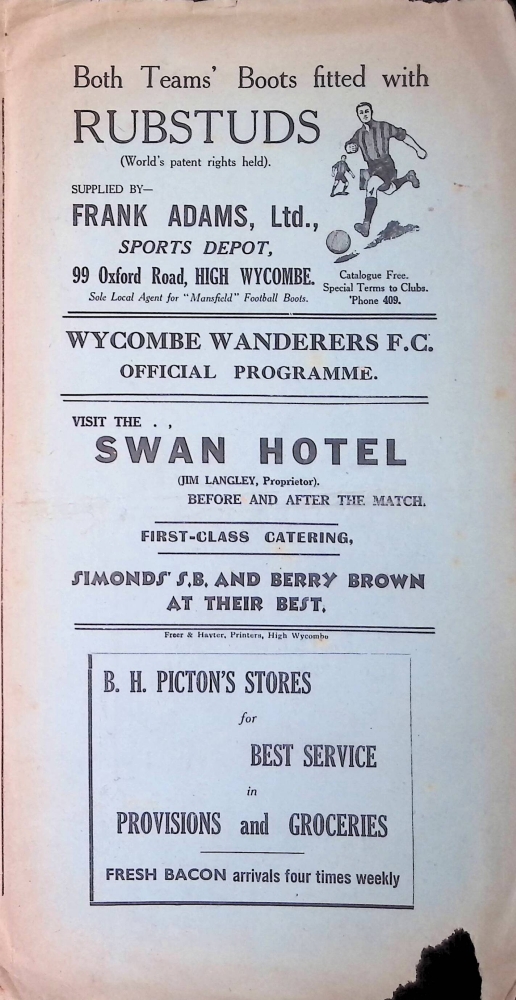 Both Teams' Boots fitted with
RUBSTUDS
(World's patent rights held).
SUPPLIED BY—
FRANK ADAMS, Ltd.,
SPORTS DEPOT,
99 Oxford Road, HIGH WYCOMBE.
Sole Local Agent for "Mansfield" Football Boots.
Catalogue Free.
Special Terms to Clubs.
'Phone 409.
WYCOMBE WANDERERS F.C.
OFFICIAL PROGRAMME.
VISIT THE . ,
SWAN HOTEL
(JIM LANGLEY, Proprietor).
BEFORE AND AFTER THE MATCH.
FIRST-CLASS CATERING,
SIMONDS' S.B. AND BERRY BROWN
AT THEIR BEST.
Freer & Hayter, Printers, High Wycombe
B. H. PICTON'S STORES
for
BEST SERVICE
in
PROVISIONS and GROCERIES
FRESH BACON arrivals four times weekly